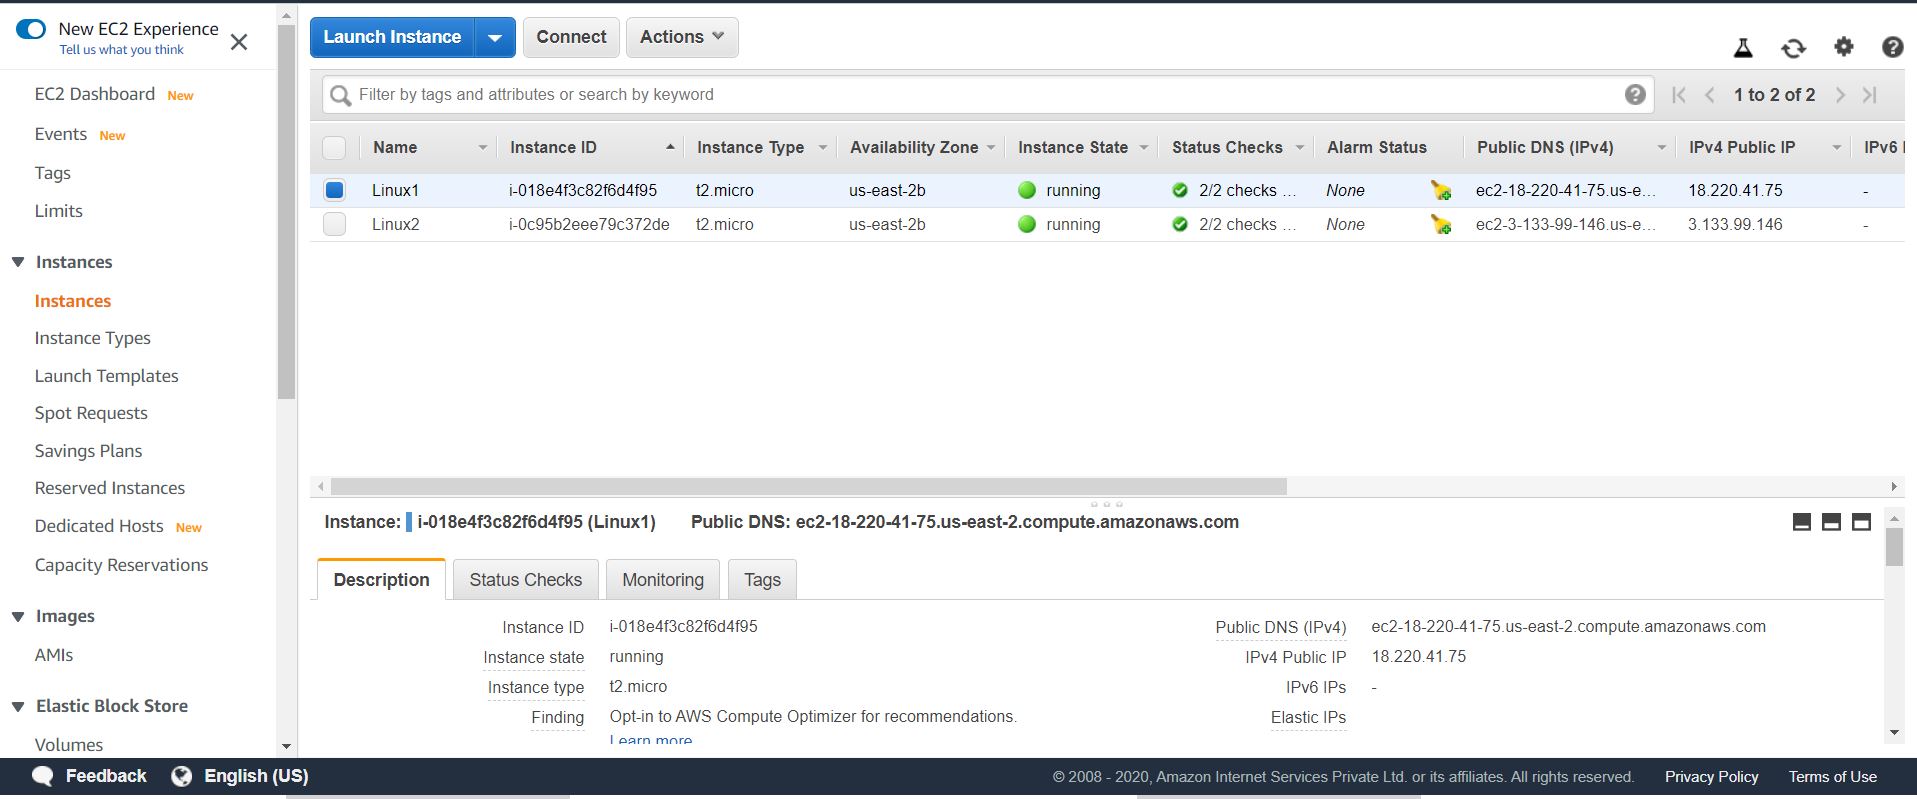 New EC2 Experience
Tell us what you think
EC2 Dashboard New
Events New
Tags
Limits
Instances
Instances
Instance Types
Launch Templates
Spot Requests
Savings Plans
Reserved Instances
Dedicated Hosts New
Capacity Reservations
Images
AMIs
Elastic Block Store
Volumes
Launch Instance Connect Actions
Filter by tags and attributes or search by keyword 1 to 2 of 2
Name Instance ID Instance Type Availability Zone Instance State Status Checks Alarm Status Public DNS (IPv4) IPv4 Public IP IPv6 I
Linux1 i-018e4f3c82f6d4f95 t2.micro us-east-2b running 2/2 checks ... None ec2-18-220-41-75.us-e... 18.220.41.75 -
Linux2 i-0c95b2eee79c372de t2.micro us-east-2b running 2/2 checks ... None ec2-3-133-99-146.us-e... 3.133.99.146 -
Instance: i-018e4f3c82f6d4f95 (Linux1) Public DNS: ec2-18-220-41-75.us-east-2.compute.amazonaws.com
Description Status Checks Monitoring Tags
Instance ID i-018e4f3c82f6d4f95 Public DNS (IPv4) ec2-18-220-41-75.us-east-2.compute.amazonaws.com
Instance state running IPv4 Public IP 18.220.41.75
Instance type t2.micro IPv6 IPs -
Finding Opt-in to AWS Compute Optimizer for recommendations. Elastic IPs
Learn more
Feedback English (US) © 2008 - 2020, Amazon Internet Services Private Ltd. or its affiliates. All rights reserved. Privacy Policy Terms of Use